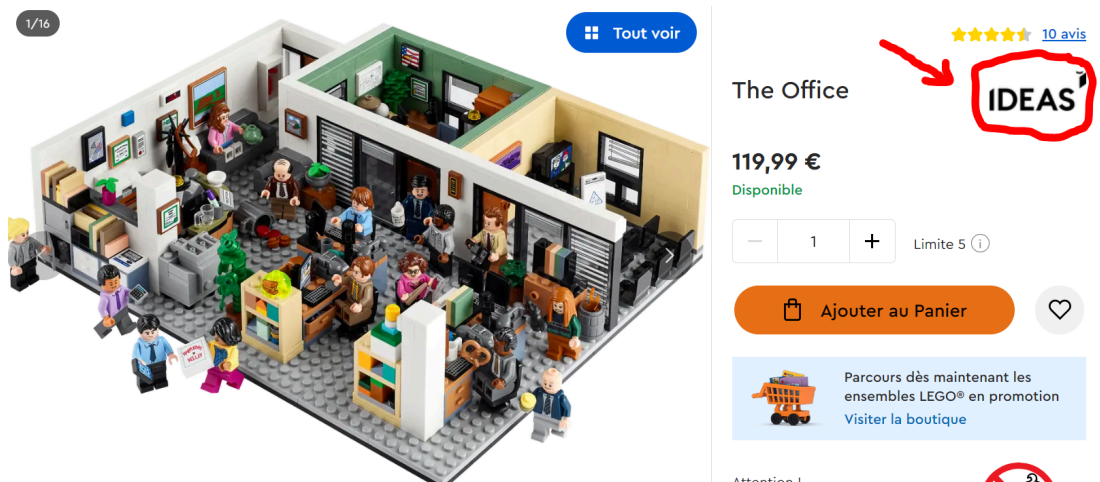 1/16
Tout voir
10 avis
The Office
IDEAS
119,99 €
Disponible
1
Limite 5
Ajouter au Panier
Parcours dès maintenant les
ensembles LEGO® en promotion
Visiter la boutique
Attention !